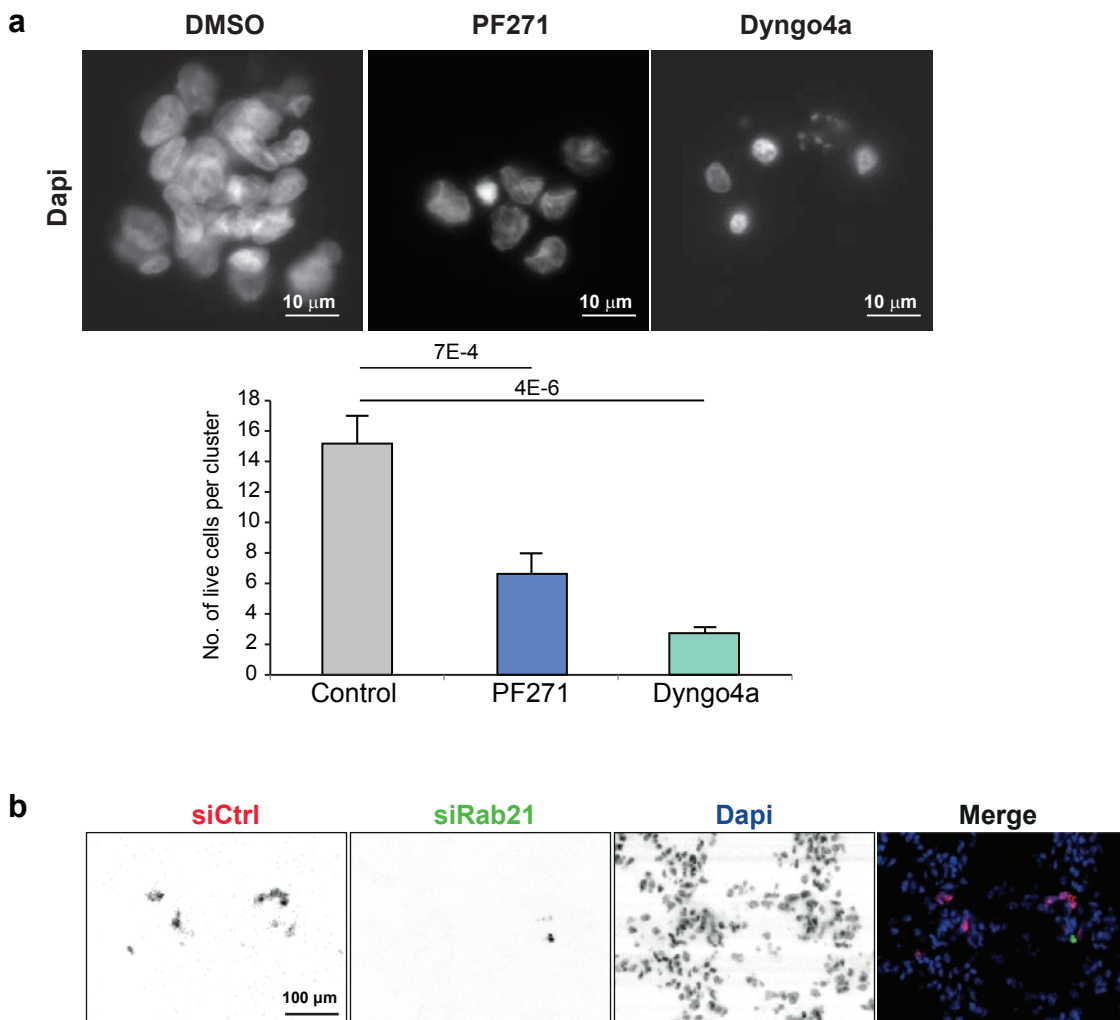 a
DMSO PF271 Dyngo4a
Dapi
10 μm 10 μm 10 μm
7E-4
4E-6
No. of live cells per cluster
18
16
14
12
10
8
6
4
2
0
Control PF271 Dyngo4a
b
siCtrl siRab21 Dapi Merge
100 μm